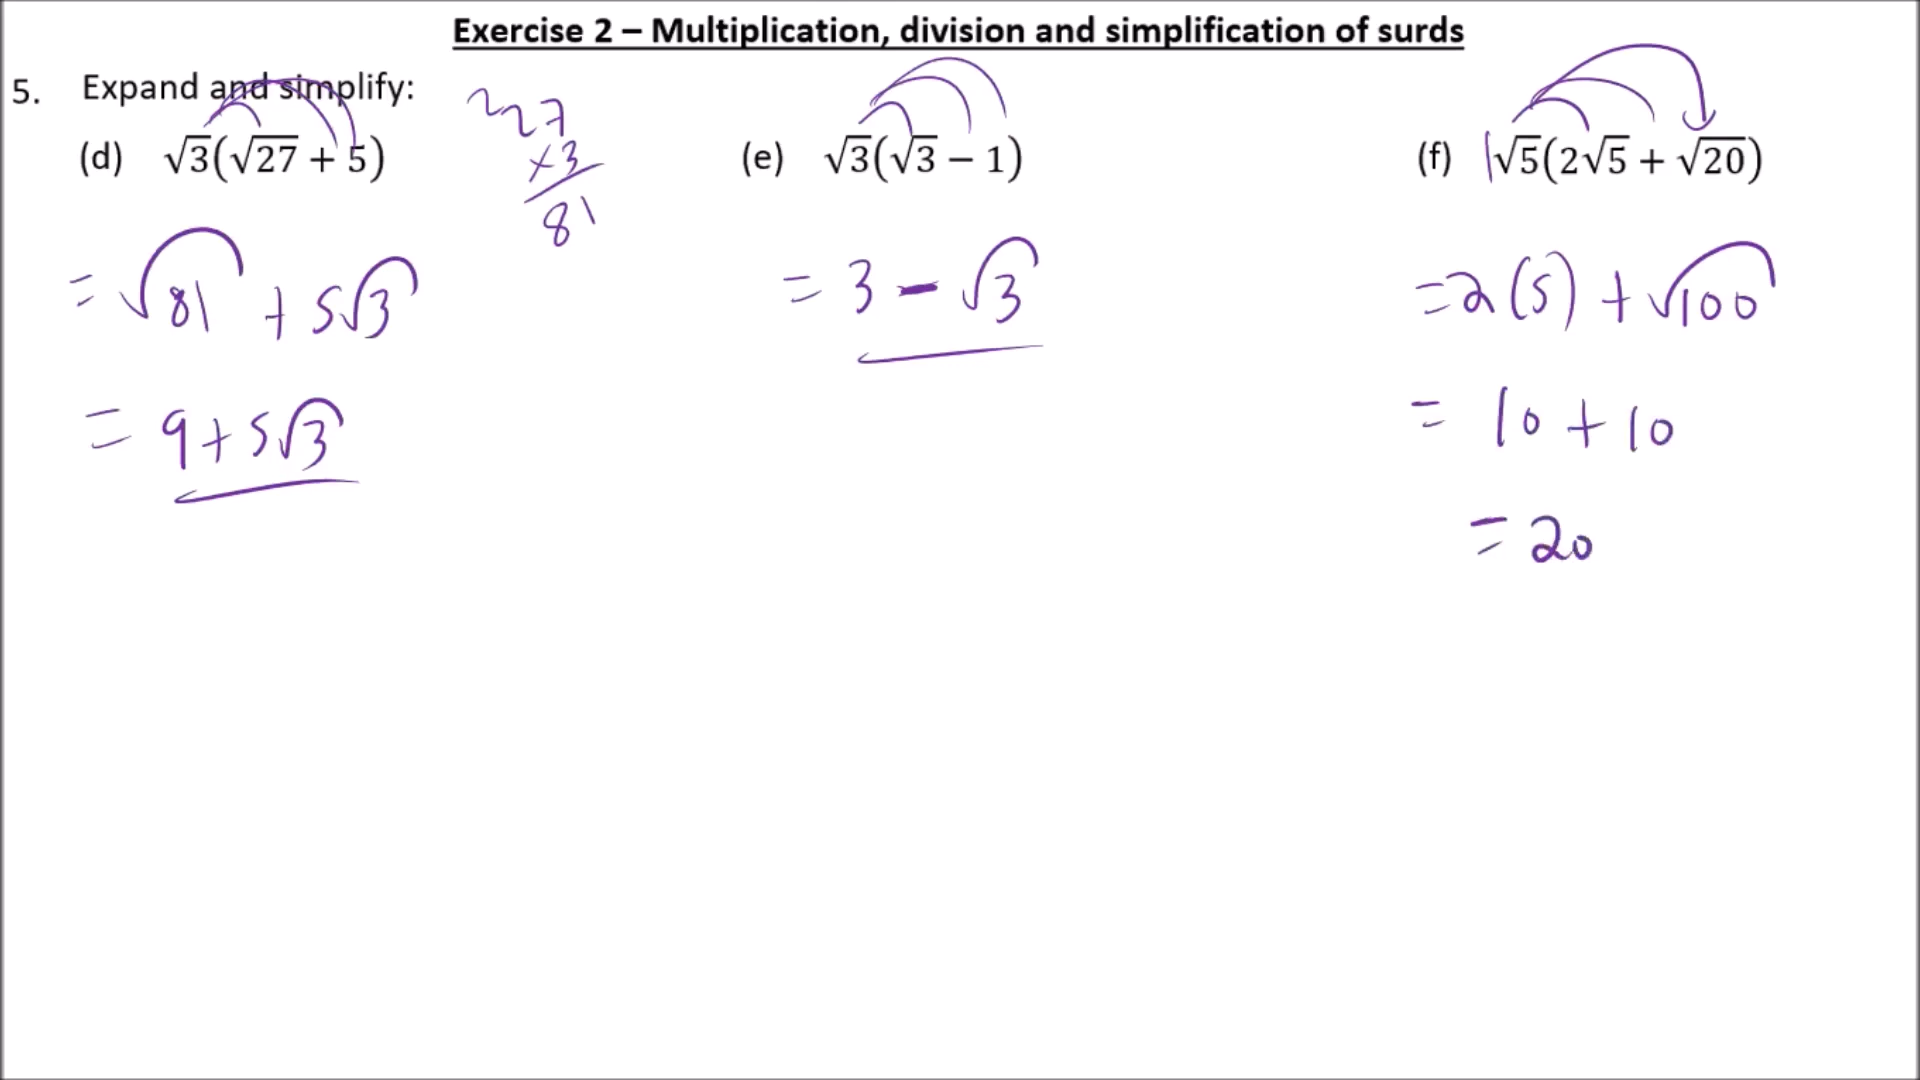 Exercise 2 – Multiplication, division and simplification of surds
5. Expand and simplify:
(d) √3(√27 + 5)
= √81 + 5√3
= 9 + 5√3
27
×3
81
(e) √3(√3 − 1)
= 3 − √3
(f) √5(2√5 + √20)
= 2(5) + √100
= 10 + 10
= 20